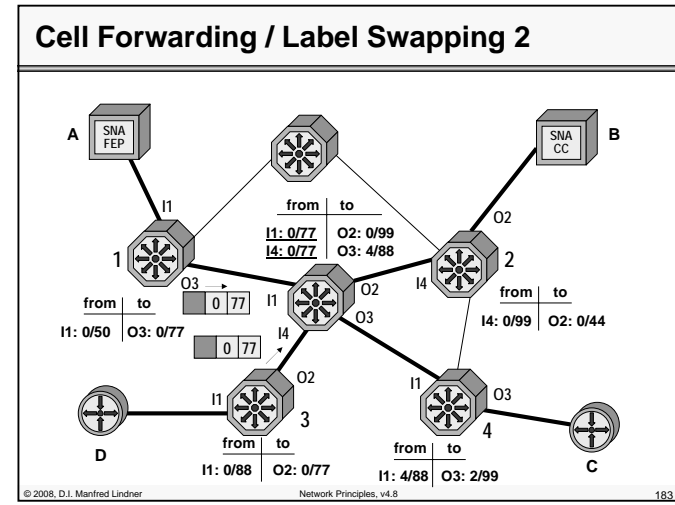 Cell Forwarding / Label Swapping 2
A
SNA
FEP
B
SNA
CC
I1
from to
I1: 0/77 O2: 0/99
I4: 0/77 O3: 4/88
O2
1
2
O3
0 77
I1
O2
I4
from to
I1: 0/50 O3: 0/77
from to
I4: 0/99 O2: 0/44
0 77
I4
O3
O2
I1
I1
O3
3
4
D
C
from to
I1: 0/88 O2: 0/77
from to
I1: 4/88 O3: 2/99
© 2008, D.I. Manfred Lindner
Network Principles, v4.8
183